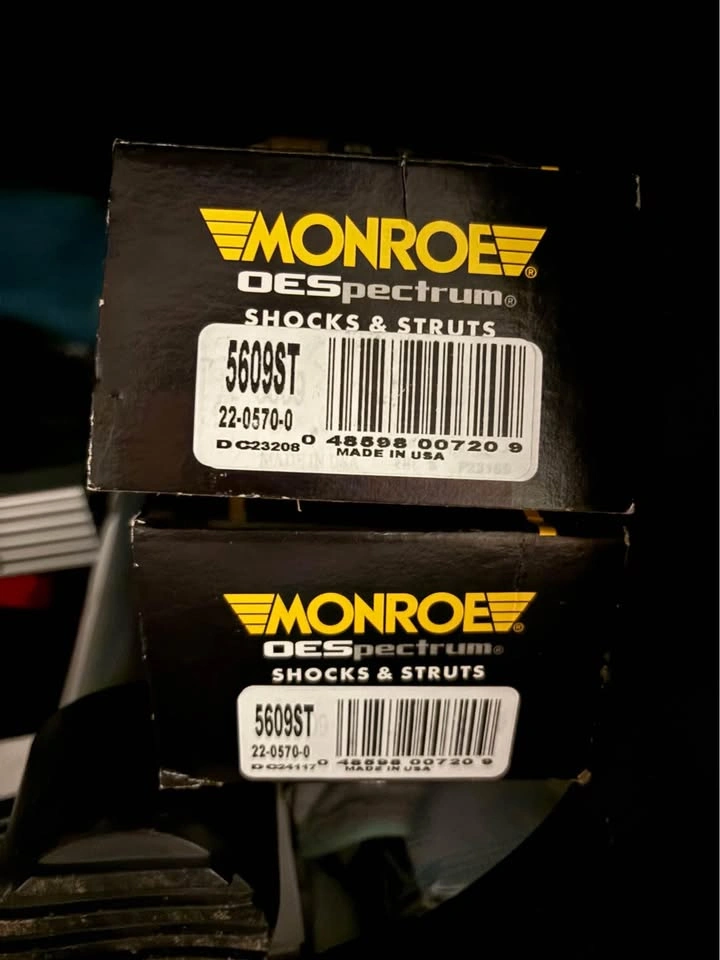 MONROE®
OESpectrum®
SHOCKS & STRUTS
5609ST
22-0570-0
DC23208
0 48598 00720 9
MADE IN USA
MONROE®
OESpectrum®
SHOCKS & STRUTS
5609ST
22-0570-0
DC24117
0 48598 00720 9
MADE IN USA